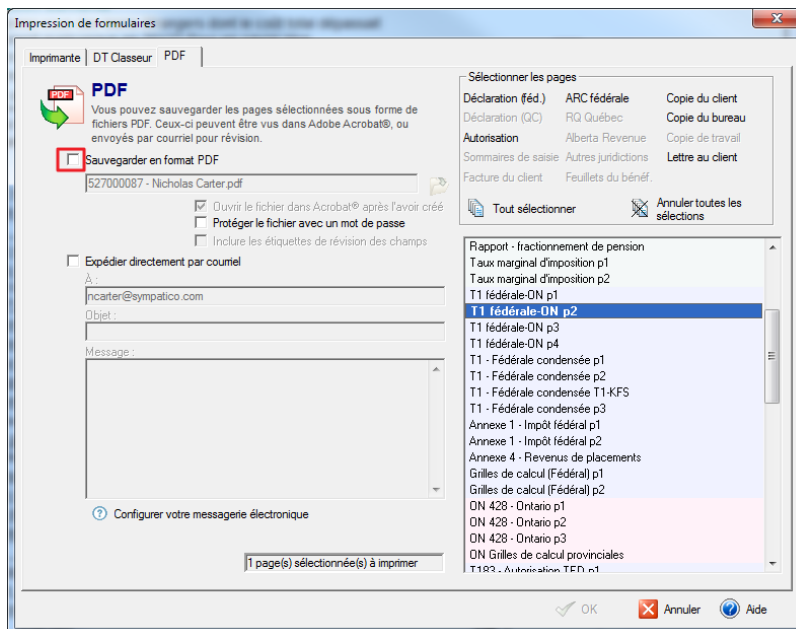 Impression de formulaires
Imprimante
DT Classeur
PDF
PDF
PDF
Vous pouvez sauvegarder les pages sélectionnées sous forme de
fichiers PDF. Ceux-ci peuvent être vus dans Adobe Acrobat®, ou
envoyés par courriel pour révision.
Sauvegarder en format PDF
527000087 - Nicholas Carter.pdf
Ouvrir le fichier dans Acrobat® après l'avoir créé
Protéger le fichier avec un mot de passe
Inclure les étiquettes de révision des champs
Expédier directement par courriel
À :
ncarter@sympatico.com
Objet :
Message :
Configurer votre messagerie électronique
1 page(s) sélectionnée(s) à imprimer
Sélectionner les pages
Déclaration (féd.) ARC fédérale Copie du client
Déclaration (QC) RQ Québec Copie du bureau
Autorisation Alberta Revenue Copie de travail
Sommaires de saisie Autres juridictions Lettre au client
Facture du client Feuillets du bénéf.
Tout sélectionner
Annuler toutes les
sélections
Rapport - fractionnement de pension
Taux marginal d'imposition p1
Taux marginal d'imposition p2
T1 fédérale-ON p1
T1 fédérale-ON p2
T1 fédérale-ON p3
T1 fédérale-ON p4
T1 - Fédérale condensée p1
T1 - Fédérale condensée p2
T1 - Fédérale condensée T1-KFS
T1 - Fédérale condensée p3
Annexe 1 - Impôt fédéral p1
Annexe 1 - Impôt fédéral p2
Annexe 4 - Revenus de placements
Grilles de calcul (Fédéral) p1
Grilles de calcul (Fédéral) p2
ON 428 - Ontario p1
ON 428 - Ontario p2
ON 428 - Ontario p3
ON Grilles de calcul provinciales
T183 - Autorisation TED p1
OK
Annuler
Aide